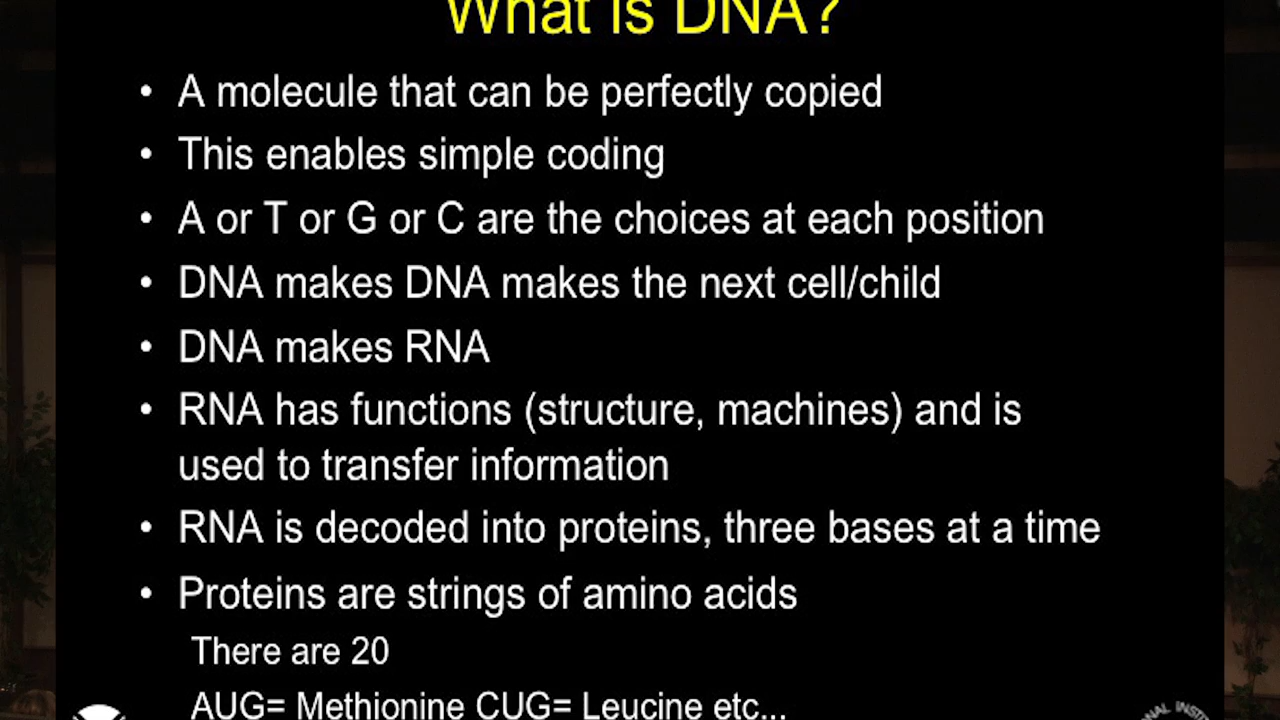 What is DNA?
• A molecule that can be perfectly copied
• This enables simple coding
• A or T or G or C are the choices at each position
• DNA makes DNA makes the next cell/child
• DNA makes RNA
• RNA has functions (structure, machines) and is
used to transfer information
• RNA is decoded into proteins, three bases at a time
• Proteins are strings of amino acids
There are 20
AUG= Methionine CUG= Leucine etc...